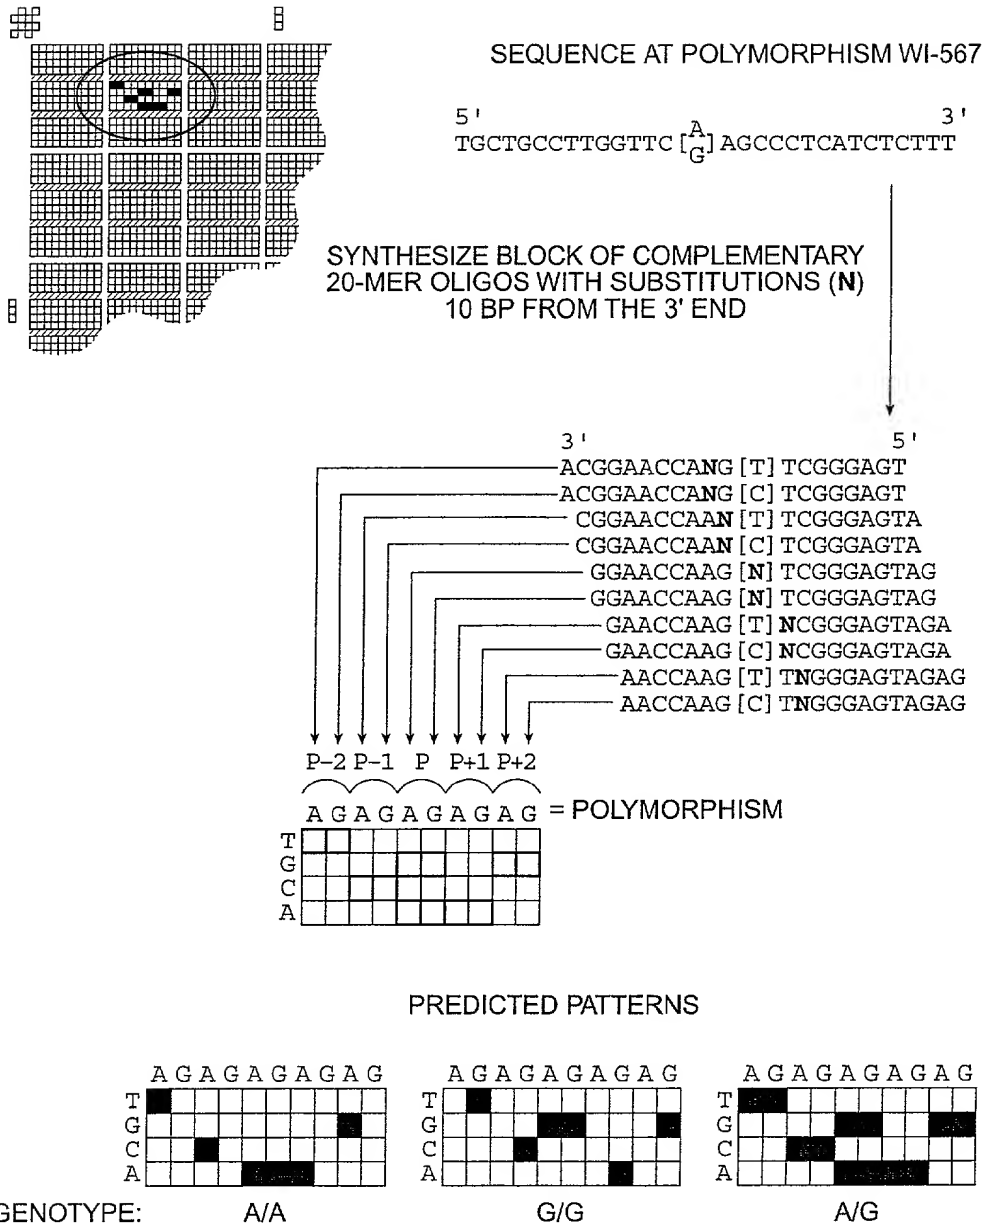 SEQUENCE AT POLYMORPHISM WI-567
5' 3'
TGCTGCCTTGGTTC [A/G] AGCCCTCATCTCTTT
SYNTHESIZE BLOCK OF COMPLEMENTARY
20-MER OLIGOS WITH SUBSTITUTIONS (N)
10 BP FROM THE 3' END
3' 5'
ACGGAACCANG [T] TCGGGAGT
ACGGAACCANG [C] TCGGGAGT
CGGAACCAAN [T] TCGGGAGTA
CGGAACCAAN [C] TCGGGAGTA
GGAACCAAG [N] TCGGGAGTAG
GGAACCAAG [N] TCGGGAGTAG
GAACCAAG [T] NCGGGAGTAGA
GAACCAAG [C] NCGGGAGTAGA
AACCAAG [T] TNGGGAGTAGAG
AACCAAG [C] TNGGGAGTAGAG
P-2 P-1 P P+1 P+2
A G A G A G A G A G = POLYMORPHISM
T
G
C
A
PREDICTED PATTERNS
A G A G A G A G A G A G A G A G A G A G A G A G A G A G A G
T T T
G G G
C C C
A A A
GENOTYPE: A/A G/G A/G